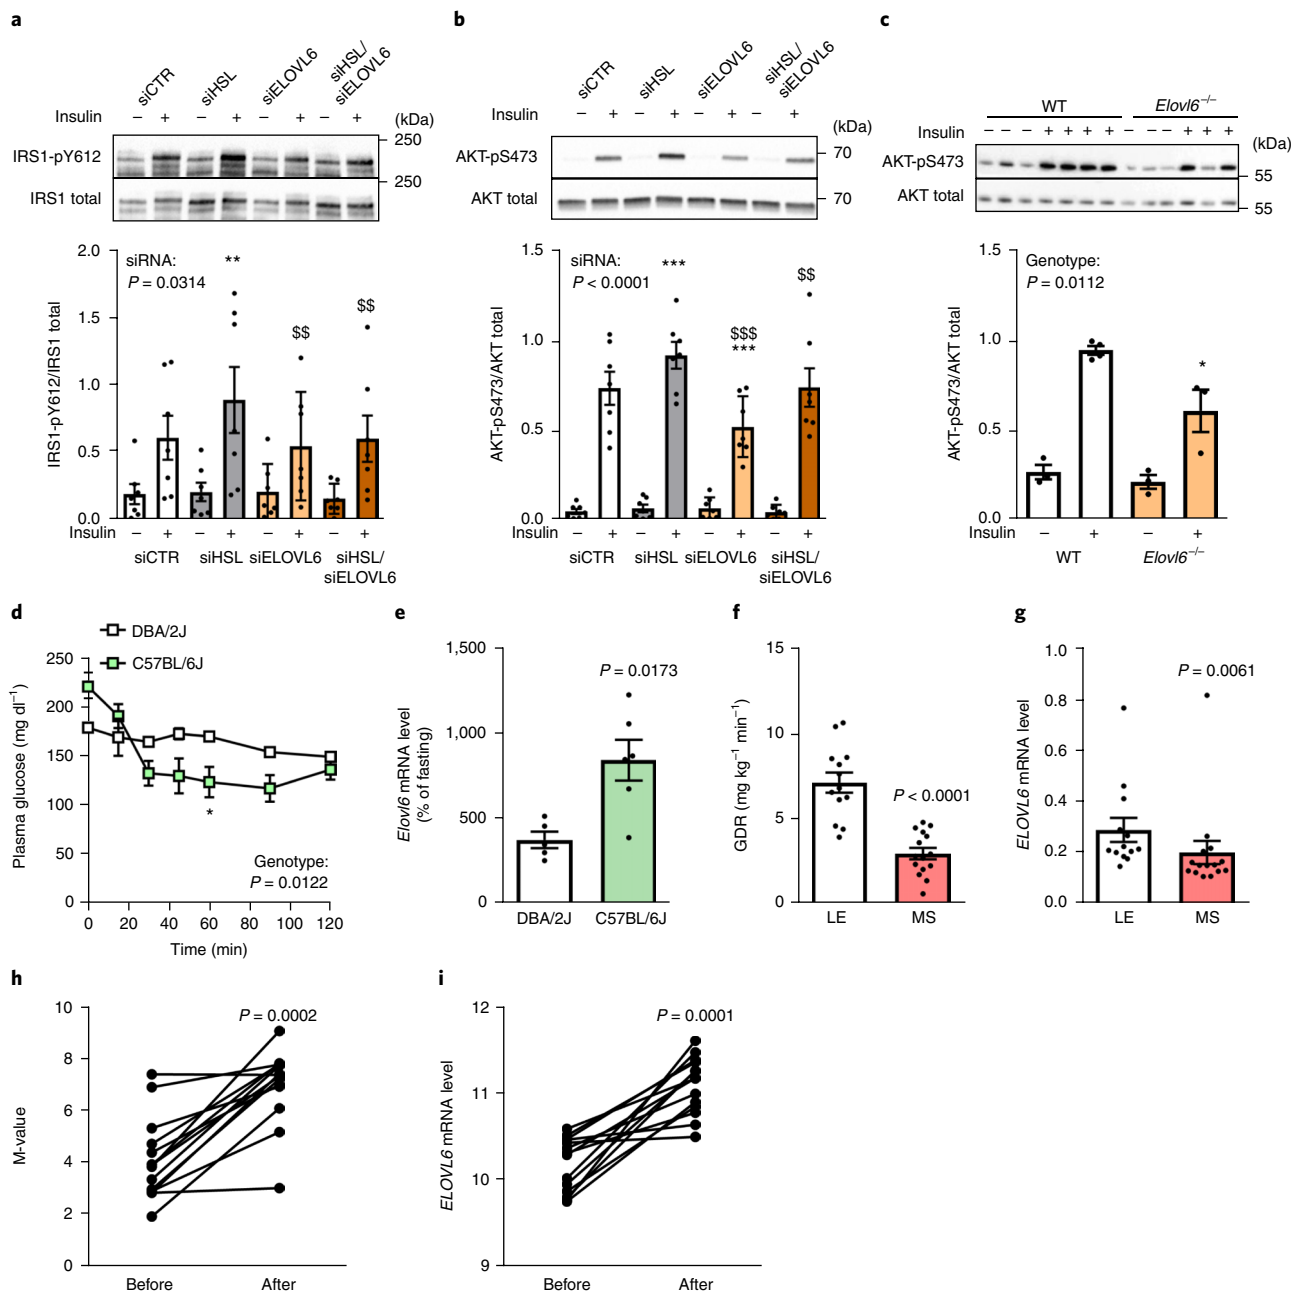 a
siCTR siHSL siELOVL6 siHSL/
siELOVL6
Insulin – + – + – + – + (kDa)
IRS1-pY612 250
250
IRS1 total
2.0
1.5
1.0
0.5
0.0
IRS1-pY612/IRS1 total
siRNA:
P = 0.0314
**
$$
$$
Insulin – + – + – + – +
siCTR siHSL siELOVL6 siHSL/
siELOVL6
b
siCTR siHSL siELOVL6 siHSL/
siELOVL6
Insulin – + – + – + – +
(kDa)
AKT-pS473 70
AKT total 70
1.5
1.0
0.5
0
AKT-pS473/AKT total
siRNA:
P < 0.0001
***
$$$
***
$$
Insulin – + – + – + – +
siCTR siHSL siELOVL6 siHSL/
siELOVL6
c
WT Elovl6–/–
Insulin – – – + + + + – – – + + +
(kDa)
AKT-pS473 55
AKT total 55
1.5
1.0
0.5
0.0
AKT-pS473/AKT total
Genotype:
P = 0.0112
*
Insulin – + – +
WT Elovl6–/–
d
DBA/2J
C57BL/6J
250
200
150
100
50
0
Plasma glucose (mg dl–1)
*
Genotype:
P = 0.0122
0 20 40 60 80 100 120
Time (min)
e
1,500
1,000
500
0
Elovl6 mRNA level
(% of fasting)
P = 0.0173
DBA/2J C57BL/6J
f
15
10
5
0
GDR (mg kg–1 min–1)
P < 0.0001
LE MS
g
1.0
0.8
0.6
0.4
0.2
0.0
ELOVL6 mRNA level
P = 0.0061
LE MS
h
10
8
6
4
2
0
M-value
P = 0.0002
Before After
i
12
11
10
9
ELOVL6 mRNA level
P = 0.0001
Before After